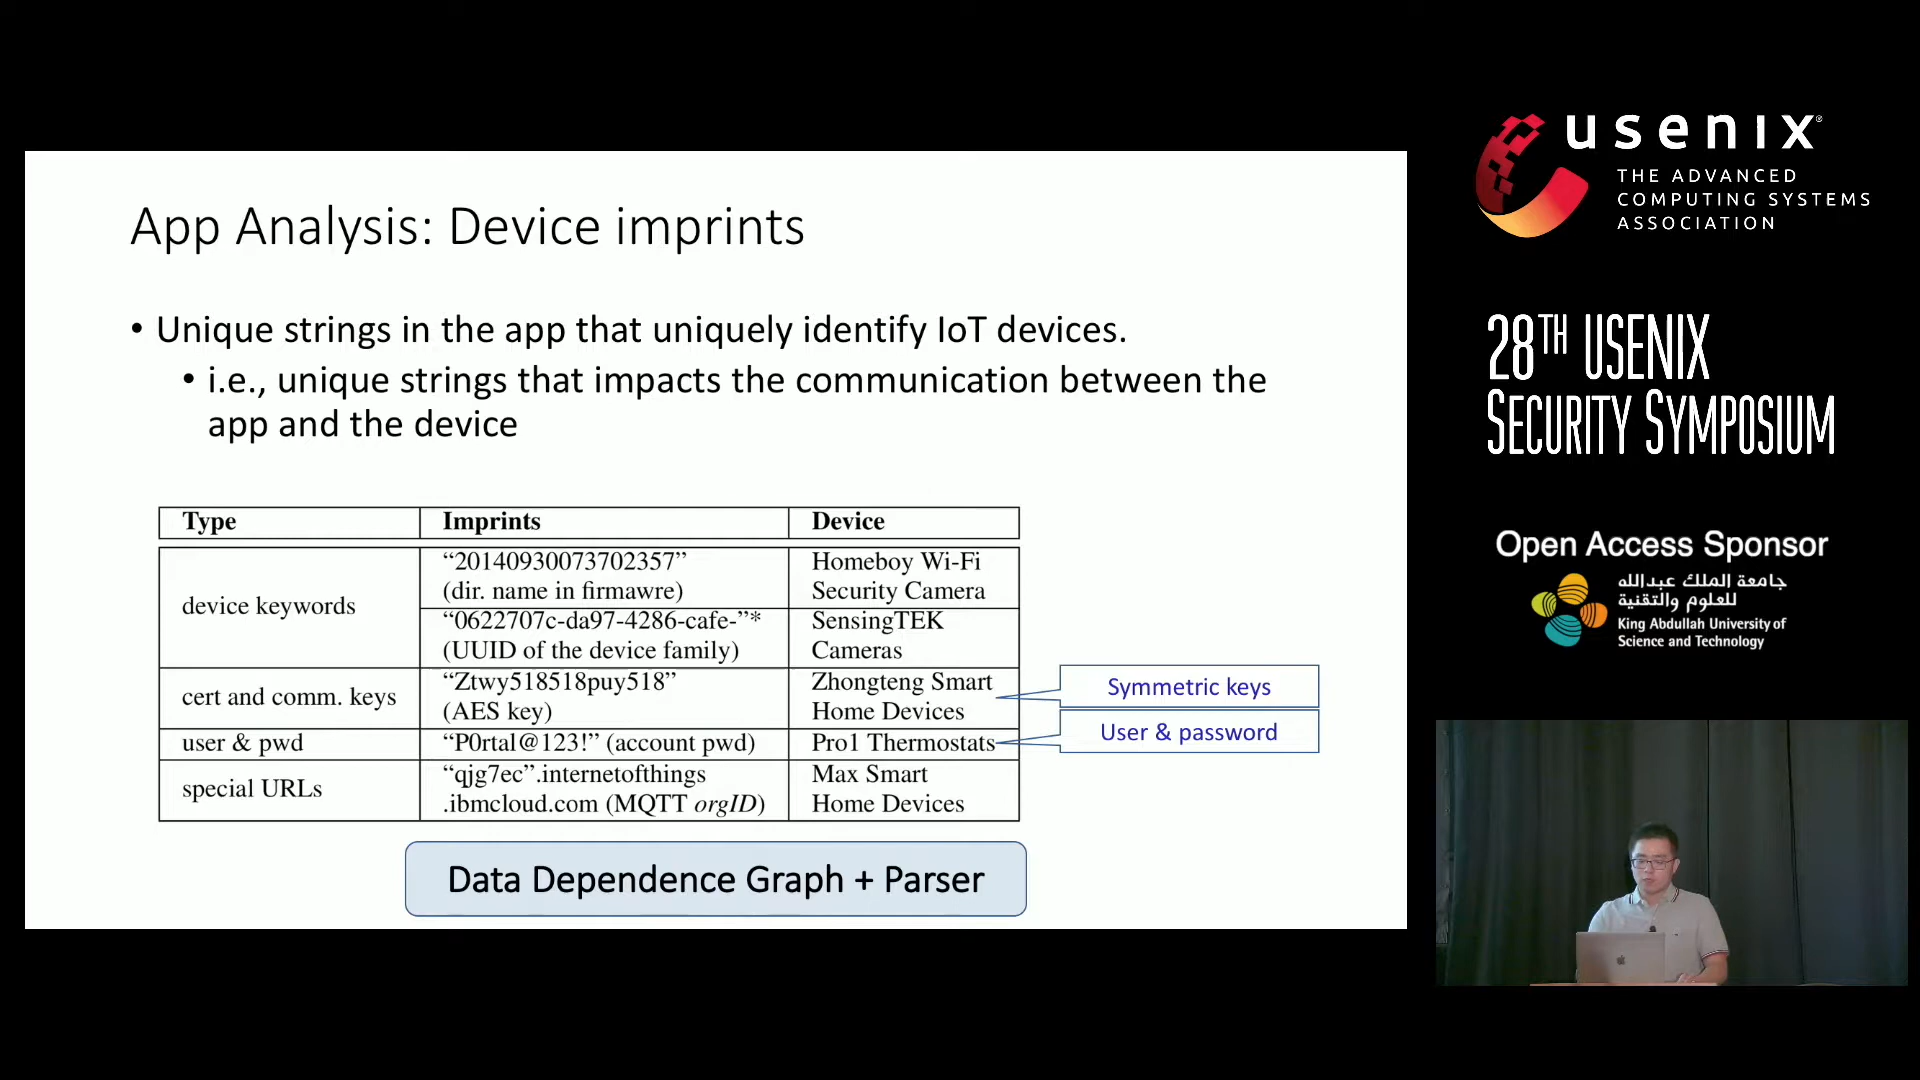 App Analysis: Device imprints
• Unique strings in the app that uniquely identify IoT devices.
• i.e., unique strings that impacts the communication between the
app and the device
Type Imprints Device
device keywords
“20140930073702357”
(dir. name in firmawre)
Homeboy Wi-Fi
Security Camera
“0622707c-da97-4286-cafe-”*
(UUID of the device family)
SensingTEK
Cameras
cert and comm. keys
“Ztwy518518puy518”
(AES key)
Zhongteng Smart
Home Devices
user & pwd “P0rtal@123!” (account pwd) Pro1 Thermostats
special URLs
“qjg7ec”.internetofthings
.ibmcloud.com (MQTT orgID)
Max Smart
Home Devices
Symmetric keys
User & password
Data Dependence Graph + Parser
usenix®
THE ADVANCED
COMPUTING SYSTEMS
ASSOCIATION
28TH USENIX
SECURITY SYMPOSIUM
Open Access Sponsor
جامعة الملك عبدالله
للعلوم والتقنية
King Abdullah University of
Science and Technology